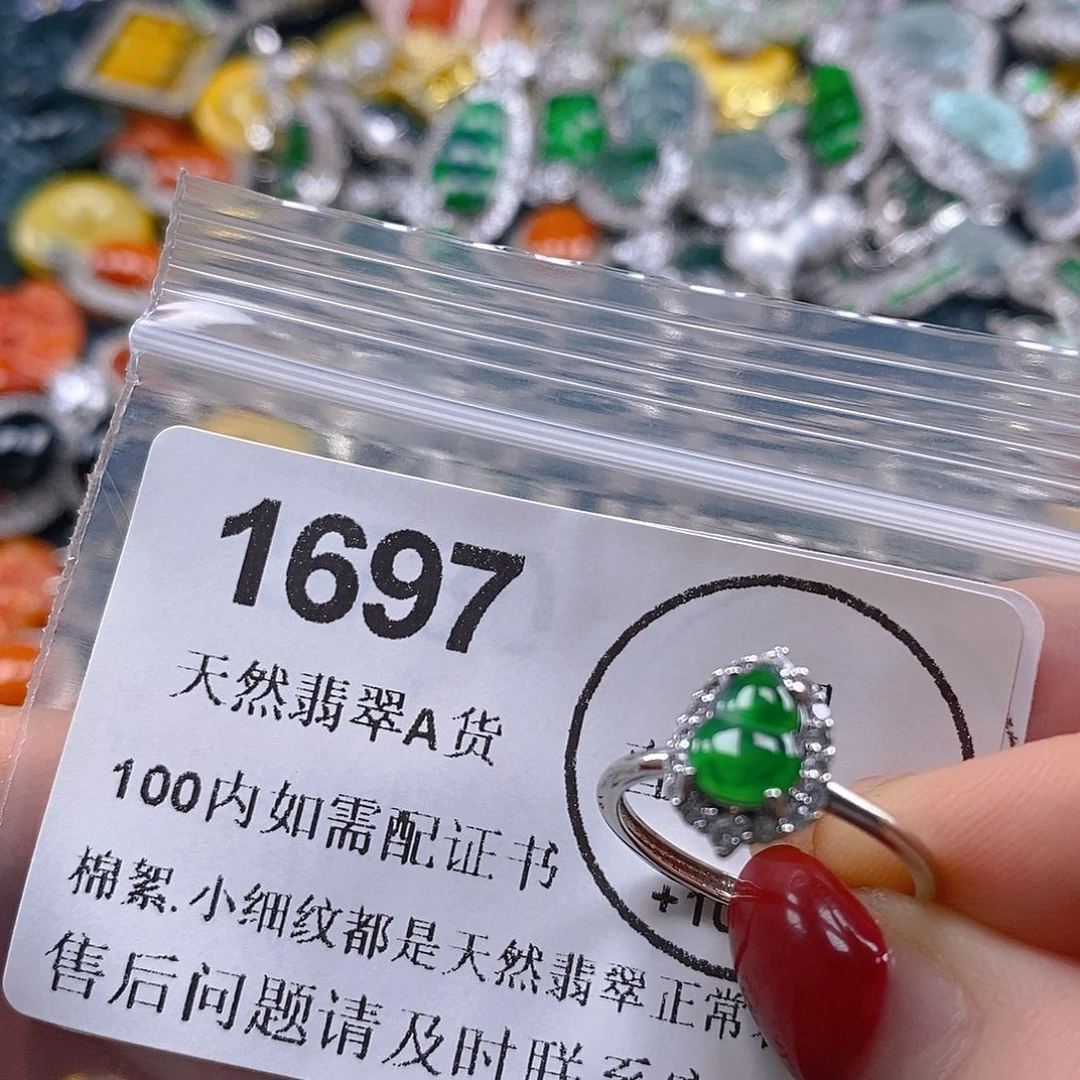 1697
天然翡翠A货
100内如需配证书
+10
棉絮.小细纹都是天然翡翠正常
售后问题请及时联系